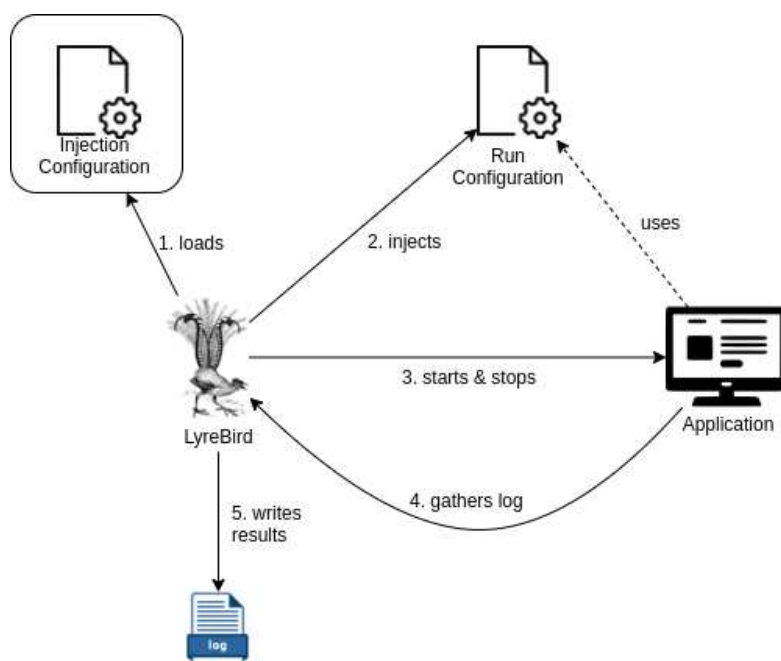 Injection
Configuration
Run
Configuration
1. loads
2. injects
uses
3. starts & stops
LyreBird
Application
4. gathers log
5. writes
results
log